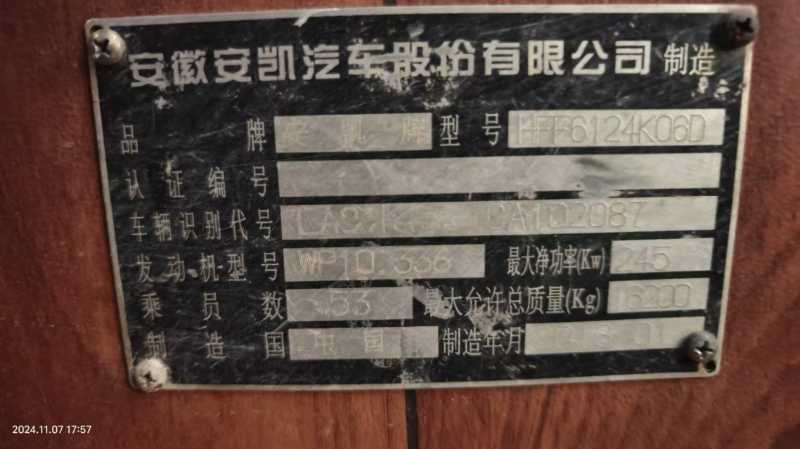 安徽安凯汽车股份有限公司 制造
品牌 安凯牌 型号 HFF6124K06D
认证编号
车辆识别代号 CA102087
发动机型号 WP10.336 最大净功率(Kw) 245
乘员数 53 最大允许总质量(Kg) 16200
制造国 中国 制造年月
2024.11.07 17:57